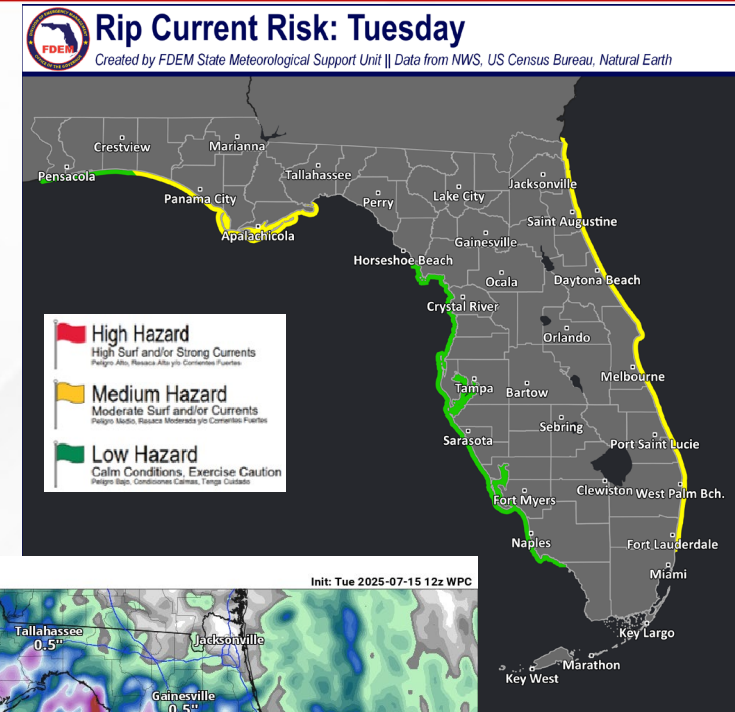 FDEM
Rip Current Risk: Tuesday
Created by FDEM State Meteorological Support Unit || Data from NWS, US Census Bureau, Natural Earth
Crestview
Marianna
Pensacola
Tallahassee
Jacksonville
Panama City
Perry
Lake City
Apalachicola
Saint Augustine
Gainesville
Horseshoe Beach
Ocala
Daytona Beach
Crystal River
Orlando
Tampa
Bartow
Melbourne
Sebring
Sarasota
Port Saint Lucie
Fort Myers
Clewiston
West Palm Bch.
Naples
Fort Lauderdale
Miami
Key Largo
Marathon
Key West
High Hazard
High Surf and/or Strong Currents
Peligro Alto, Resaca Alta y/o Corrientes Fuertes
Medium Hazard
Moderate Surf and/or Currents
Peligro Medio, Resaca Moderada y/o Corrientes Fuertes
Low Hazard
Calm Conditions, Exercise Caution
Peligro Bajo, Condiciones Calmas, Tenga Cuidado
Init: Tue 2025-07-15 12z WPC
Tallahassee
0.5"
Jacksonville
Gainesville
0.5"